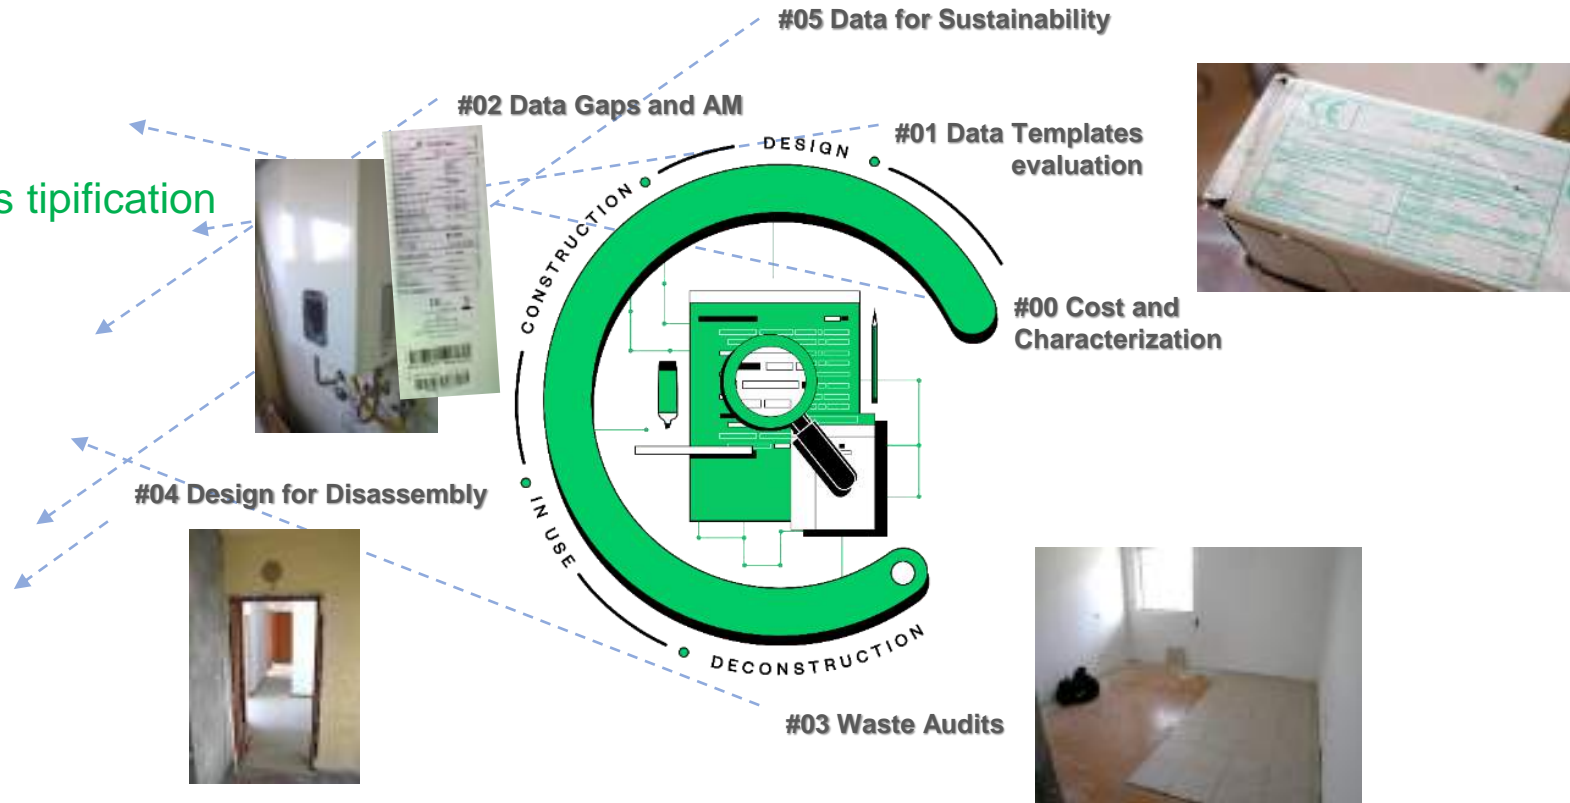 #05 Data for Sustainability
#02 Data Gaps and AM
#01 Data Templates
evaluation
DESIGN
s tipification
CONSTRUCTION
#00 Cost and
Characterization
#04 Design for Disassembly
IN USE
DECONSTRUCTION
#03 Waste Audits